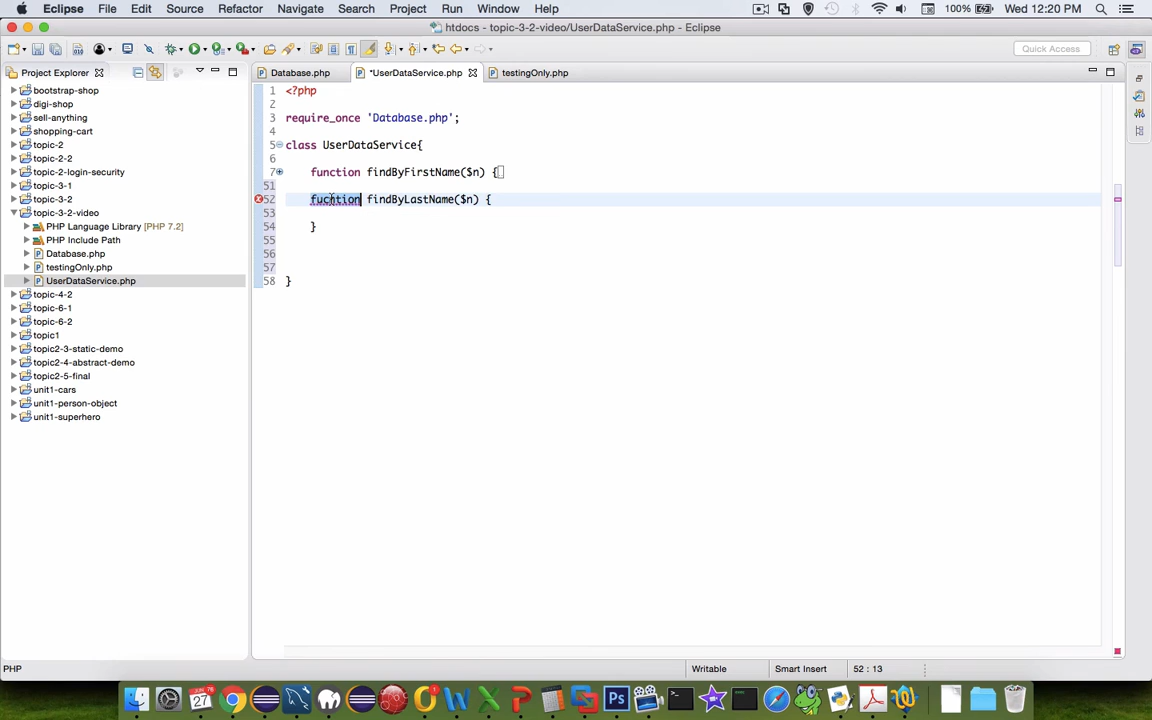 Eclipse File Edit Source Refactor Navigate Search Project Run Window Help 100% Wed 12:20 PM
htdocs - topic-3-2-video/UserDataService.php - Eclipse
Quick Access
Project Explorer
Database.php *UserDataService.php testingOnly.php
bootstrap-shop
digi-shop
sell-anything
shopping-cart
topic-2
topic-2-2
topic-2-login-security
topic-3-1
topic-3-2
topic-3-2-video
PHP Language Library [PHP 7.2]
PHP Include Path
Database.php
testingOnly.php
UserDataService.php
topic-4-2
topic-6-1
topic-6-2
topic1
topic2-3-static-demo
topic2-4-abstract-demo
topic2-5-final
unit1-cars
unit1-person-object
unit1-superhero
1 <?php
2
3 require_once 'Database.php';
4
5 class UserDataService{
6
7 function findByFirstName($n) {
51
52 fucntion findByLastName($n) {
53
54 }
55
56
57
58 }
PHP Writable Smart Insert 52 : 13